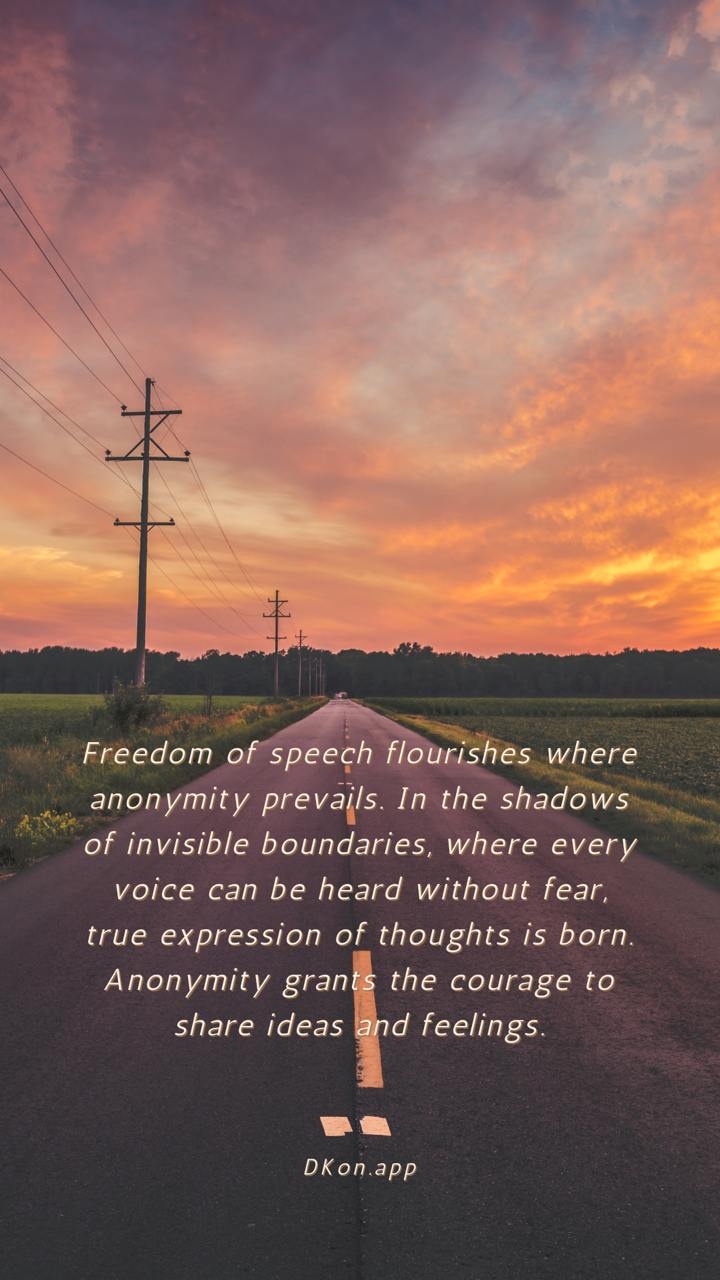 Freedom of speech flourishes where
anonymity prevails. In the shadows
of invisible boundaries, where every
voice can be heard without fear,
true expression of thoughts is born.
Anonymity grants the courage to
share ideas and feelings.
DKon.app